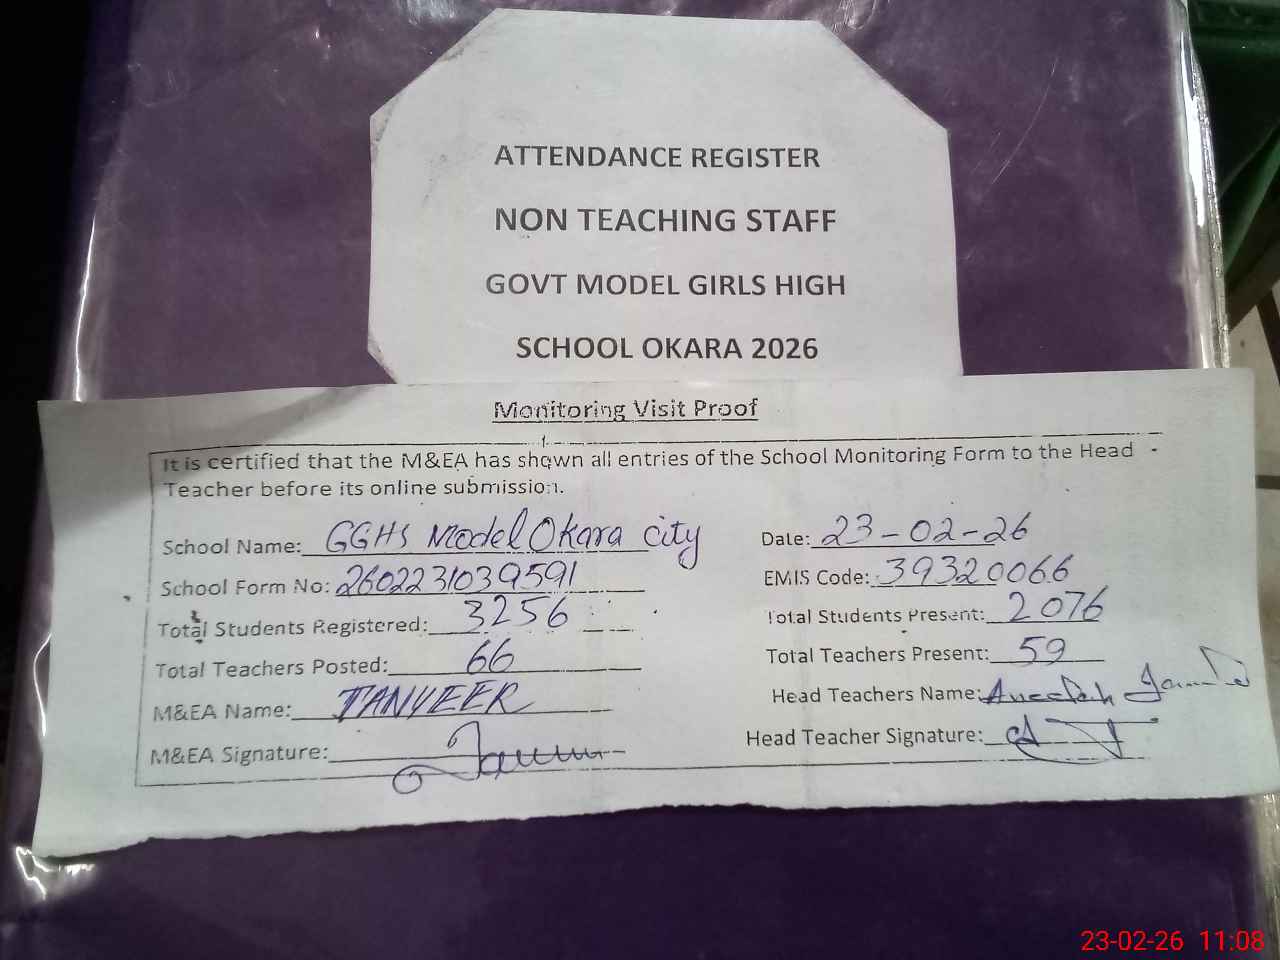 ATTENDANCE REGISTER
NON TEACHING STAFF
GOVT MODEL GIRLS HIGH
SCHOOL OKARA 2026
Monitoring Visit Proof
It is certified that the M&EA has shown all entries of the School Monitoring Form to the Head
Teacher before its online submission.
School Name: GGHS Model Okara city
Date: 23-02-26
School Form No: 2602231039591
EMIS Code: 39320066
Total Students Registered: 3256
Total Students Present: 2076
Total Teachers Posted: 66
Total Teachers Present: 59
M&EA Name: TANVEER
Head Teachers Name:
M&EA Signature:
Head Teacher Signature:
23-02-26 11:08